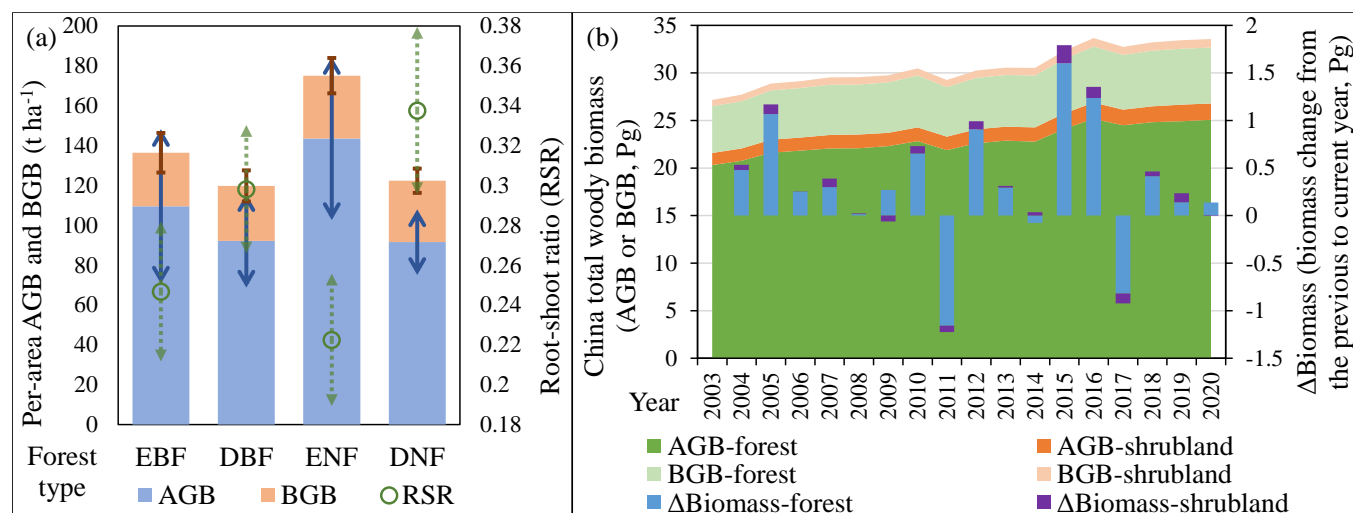 (a)
Per-area AGB and BGB (t ha⁻¹)
200
180
160
140
120
100
80
60
40
20
0
0.38
0.36
0.34
0.32
0.3
0.28
0.26
0.24
0.22
0.2
0.18
Root-shoot ratio (RSR)
Forest type
EBF DBF ENF DNF
AGB BGB RSR
(b)
China total woody biomass
(AGB or BGB, Pg)
35
30
25
20
15
10
5
0
2
1.5
1
0.5
0
-0.5
-1
-1.5
ΔBiomass (biomass change from
the previous to current year, Pg)
Year
2003 2004 2005 2006 2007 2008 2009 2010 2011 2012 2013 2014 2015 2016 2017 2018 2019 2020
AGB-forest AGB-shrubland
BGB-forest BGB-shrubland
ΔBiomass-forest ΔBiomass-shrubland